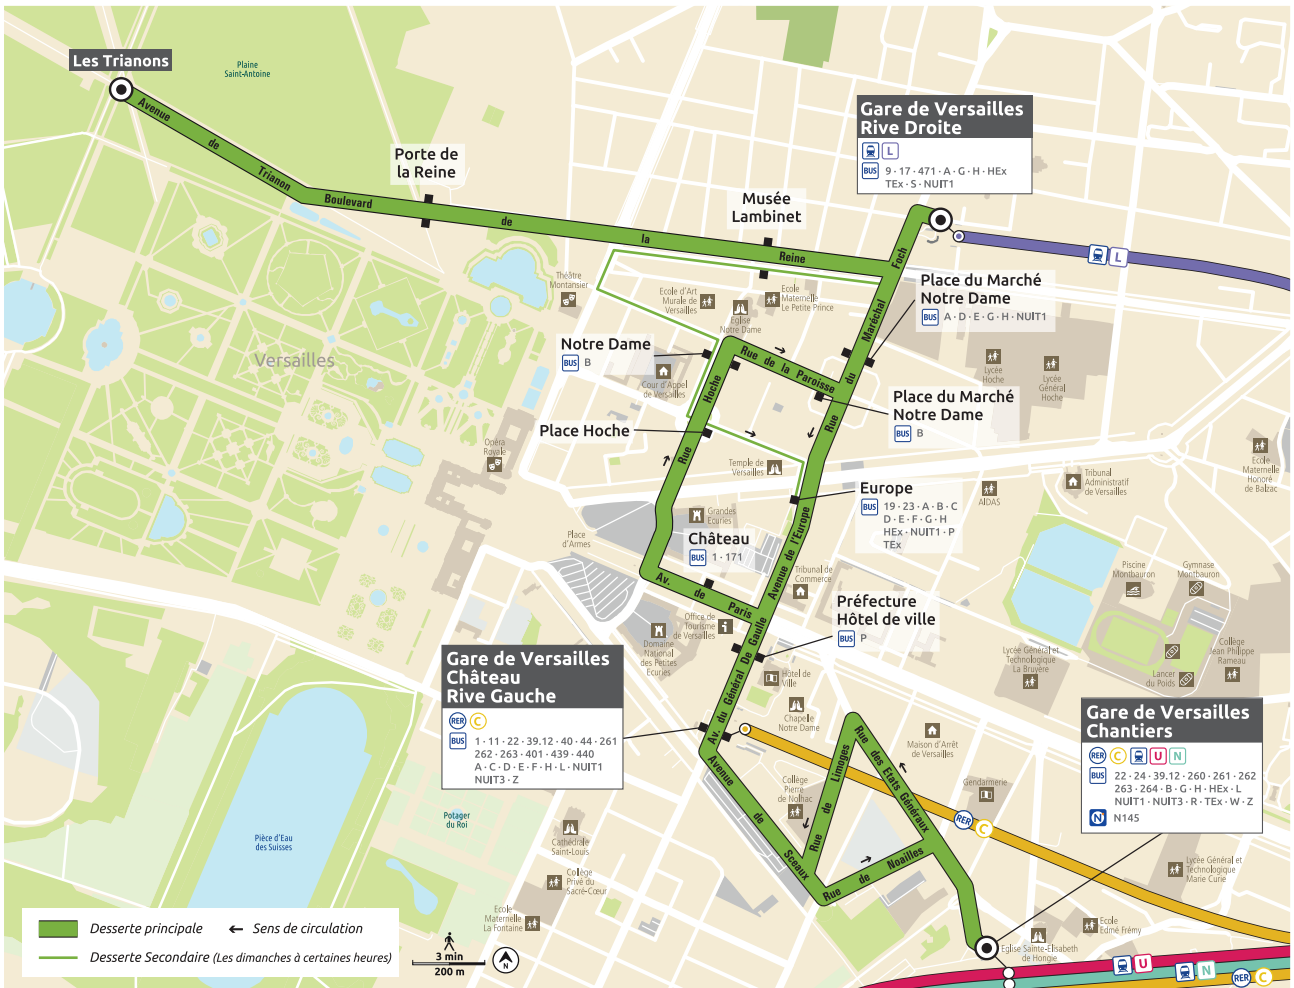 Les Trianons
Plaine
Saint-Antoine
Avenue de Trianon
Porte de
la Reine
Boulevard de la Reine
Musée
Lambinet
Gare de Versailles
Rive Droite
L
BUS 9 · 17 · 471 · A · G · H · HEx
TEx · S · NUIT1
L
Rue du Maréchal Foch
Place du Marché
Notre Dame
BUS A · D · E · G · H · NUIT1
Théâtre
Montansier
Ecole d'Art
Murale de
Versailles
Eglise
Notre Dame
Ecole
Maternelle
Le Petite Prince
Notre Dame
BUS B
Cour d'Appel
de Versailles
Rue de la Paroisse
Rue Hoche
Versailles
Lycée
Hoche
Lycée
Général
Hoche
Place du Marché
Notre Dame
BUS B
Place Hoche
Opéra
Royale
Temple de
Versailles
Ecole
Maternelle
Honoré
de Balzac
Tribunal
Administratif
de Versailles
AIDAS
Europe
BUS 19 · 23 · A · B · C
D · E · F · G · H
HEx · NUIT1 · P
TEx
Grandes
Ecuries
Place
d'Armes
Château
BUS 1 · 171
Avenue de l'Europe
Av. de Paris
Tribunal de
Commerce
Piscine
Montbauron
Gymnase
Montbauron
Préfecture
Hôtel de ville
BUS P
Office de
Tourisme
de Versailles
Domaine
National
des Petites
Ecuries
Av. du Général De Gaulle
Hôtel de
Ville
Lycée Général et
Technologique
La Bruyère
Collège
Jean Philippe
Rameau
Lancer
du Poids
Gare de Versailles
Château
Rive Gauche
RER C
BUS 1 · 11 · 22 · 39.12 · 40 · 44 · 261
262 · 263 · 401 · 439 · 440
A · C · D · E · F · H · L · NUIT1
NUIT3 · Z
Chapelle
Notre Dame
Maison d'Arrêt
de Versailles
Gare de Versailles
Chantiers
RER C U N
BUS 22 · 24 · 39.12 · 260 · 261 · 262
263 · 264 · B · G · H · HEx · L
NUIT1 · NUIT3 · R · TEx · W · Z
N N145
Avenue de Sceaux
Rue de Limoges
Rue des Etats Généraux
Rue de Noailles
Collège
Pierre
de Nolhac
Gendarmerie
RER C
Potager
du Roi
Pièce d'Eau
des Suisses
Cathédrale
Saint-Louis
Collège
Privé du
Sacré-Cœur
Ecole
Maternelle
La Fontaine
Lycée Général et
Technologique
Marie Curie
Ecole
Edmé Frémy
Eglise Sainte-Elisabeth
de Hongie
U
N
RER C
Desserte principale
Sens de circulation
Desserte Secondaire (Les dimanches à certaines heures)
3 min
200 m
N